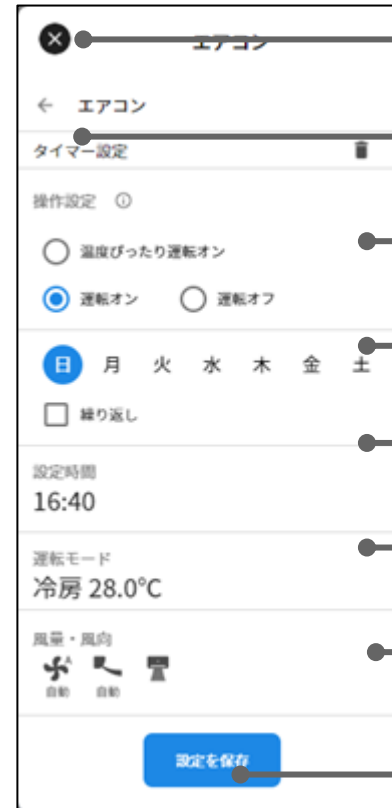 エアコン
エアコン
タイマー設定
操作設定
温度ぴったり運転オン
運転オン 運転オフ
日 月 火 水 木 金 土
繰り返し
設定時間
16:40
運転モード
冷房 28.0°C
風量・風向
A
自動 自動
設定を保存